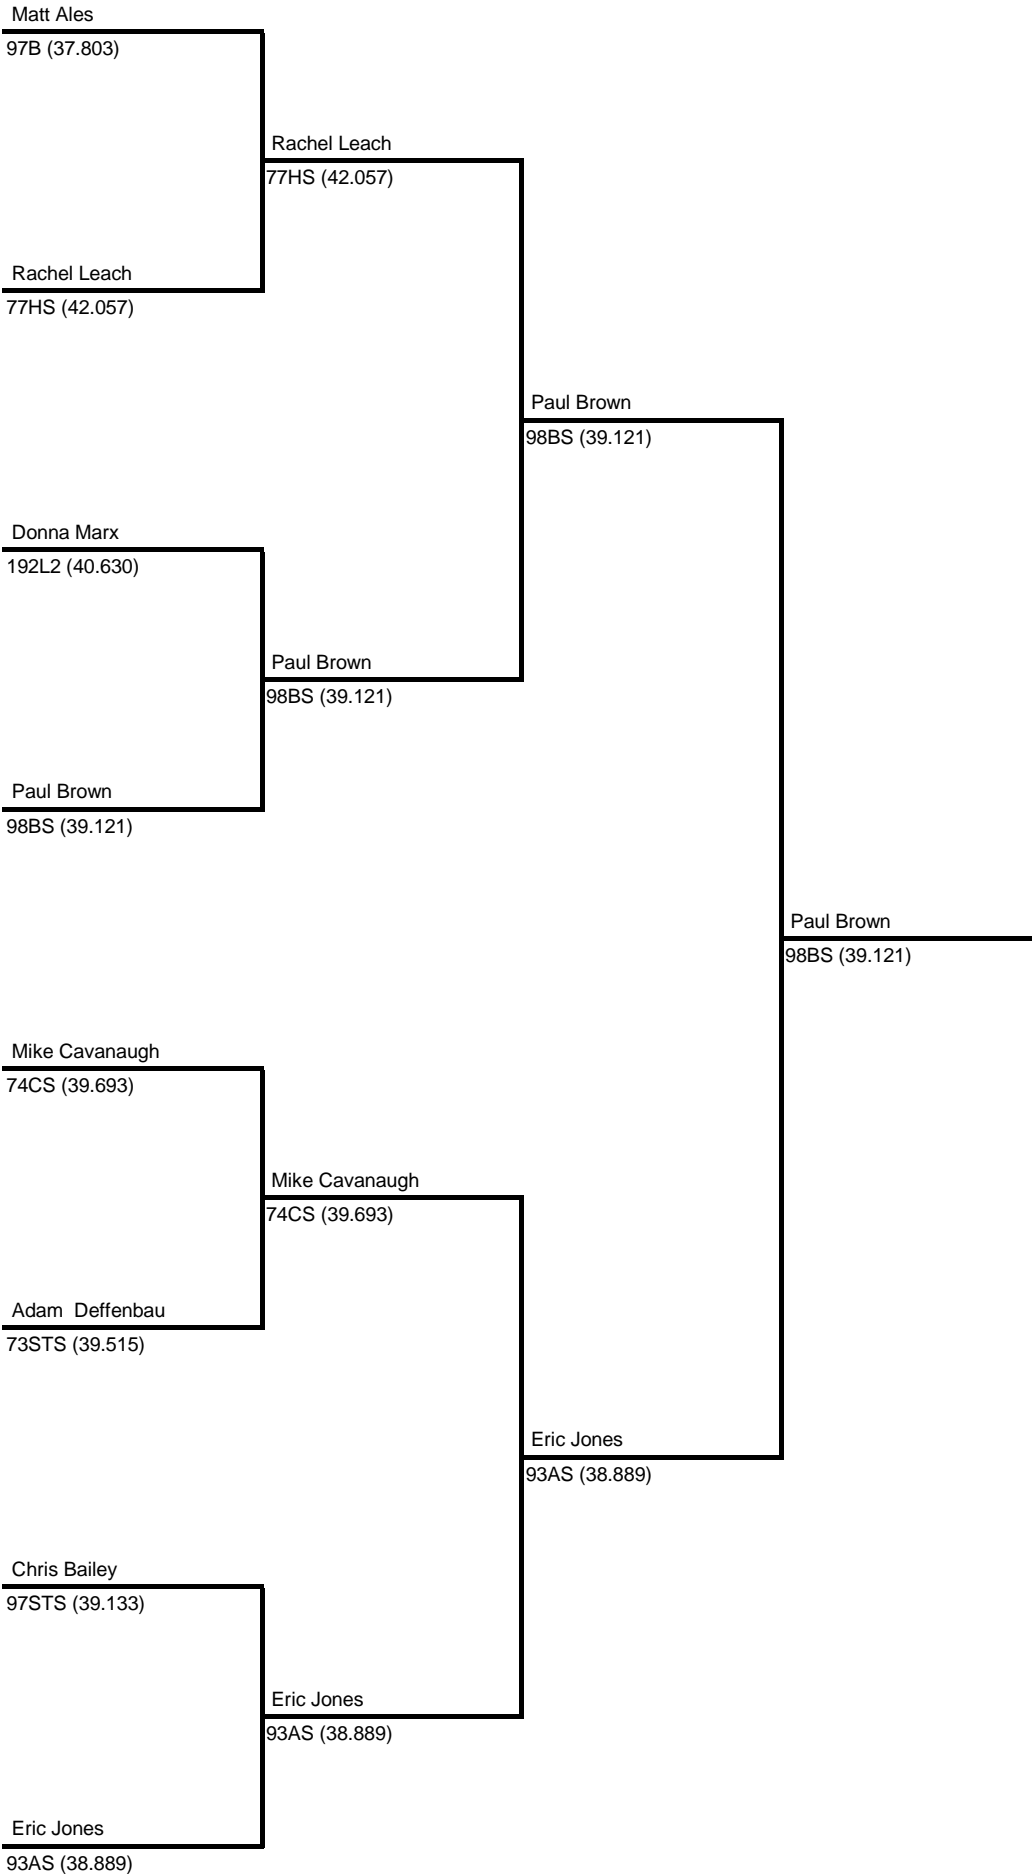 Matt Ales
97B (37.803)
Rachel Leach
77HS (42.057)
Rachel Leach
77HS (42.057)
Paul Brown
98BS (39.121)
Donna Marx
192L2 (40.630)
Paul Brown
98BS (39.121)
Paul Brown
98BS (39.121)
Paul Brown
98BS (39.121)
Mike Cavanaugh
74CS (39.693)
Mike Cavanaugh
74CS (39.693)
Adam  Deffenbau
73STS (39.515)
Eric Jones
93AS (38.889)
Chris Bailey
97STS (39.133)
Eric Jones
93AS (38.889)
Eric Jones
93AS (38.889)